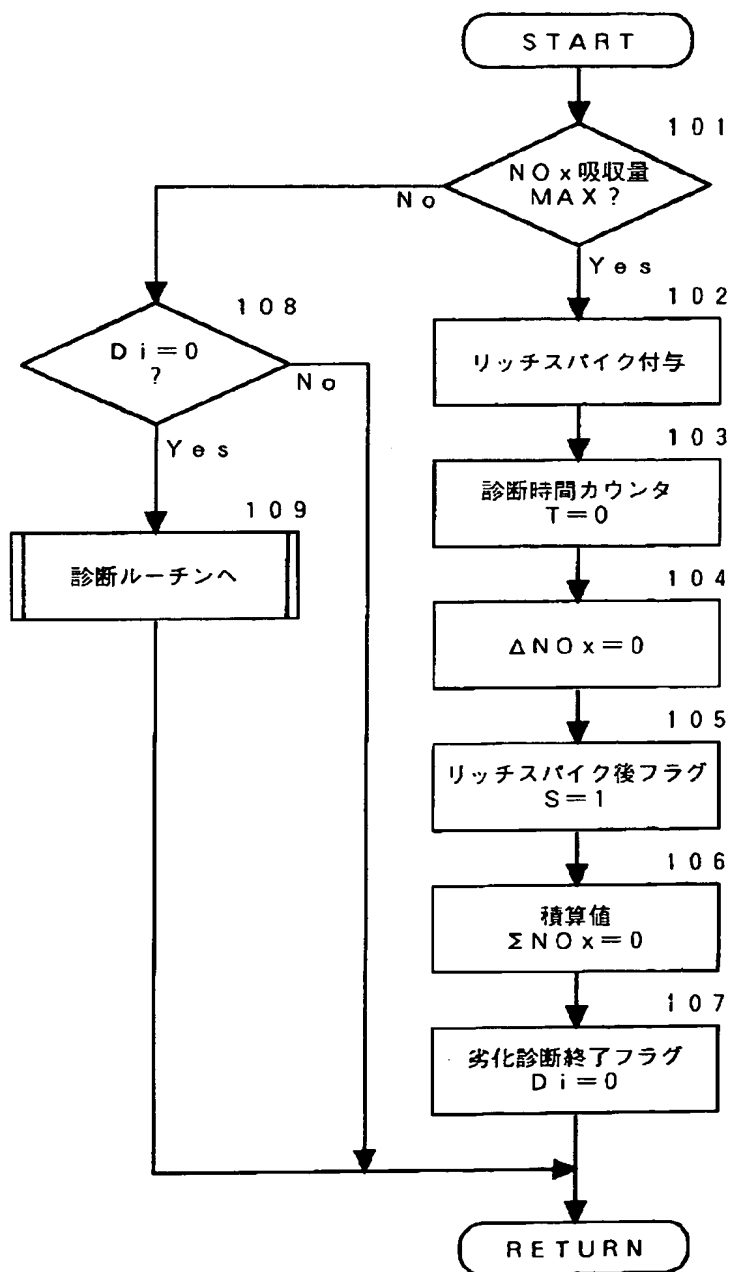 START
101
NOx吸収量
MAX?
No
Yes
102
リッチスパイク付与
103
診断時間カウンタ
T=0
104
ΔNOx=0
105
リッチスパイク後フラグ
S=1
106
積算値
ΣNOx=0
107
劣化診断終了フラグ
Di=0
108
Di=0
?
No
Yes
109
診断ルーチンへ
RETURN